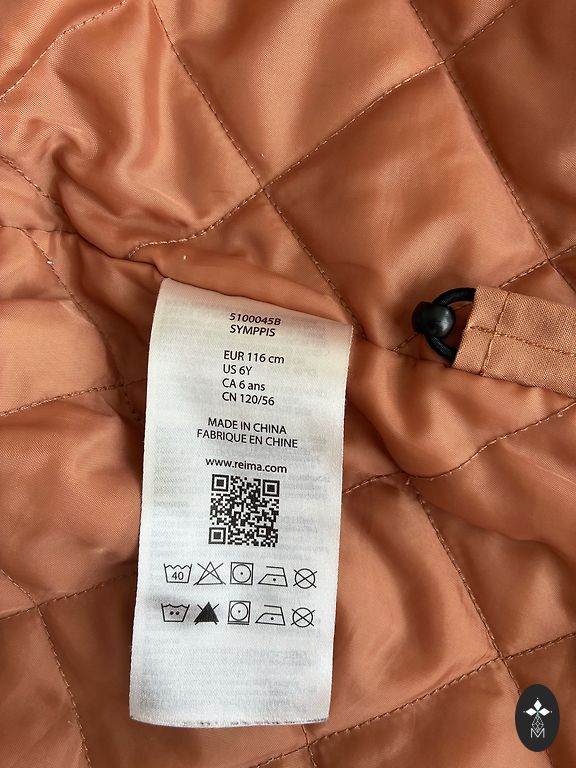 5100045B
SYMPPIS
EUR 116 cm
US 6Y
CA 6 ans
CN 120/56
MADE IN CHINA
FABRIQUE EN CHINE
www.reima.com
40
M